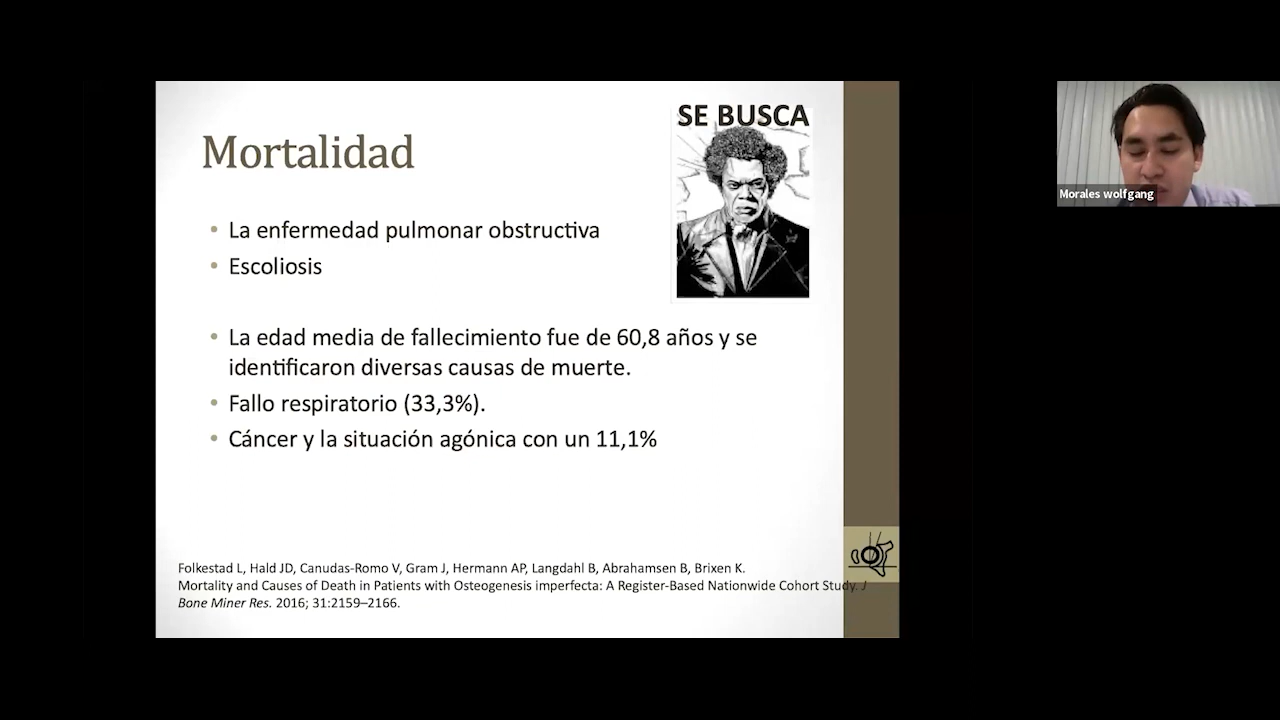 SE BUSCA
Mortalidad
• La enfermedad pulmonar obstructiva
• Escoliosis
• La edad media de fallecimiento fue de 60,8 años y se
identificaron diversas causas de muerte.
• Fallo respiratorio (33,3%).
• Cáncer y la situación agónica con un 11,1%
Folkestad L, Hald JD, Canudas-Romo V, Gram J, Hermann AP, Langdahl B, Abrahamsen B, Brixen K.
Mortality and Causes of Death in Patients with Osteogenesis imperfecta: A Register-Based Nationwide Cohort Study. J
Bone Miner Res. 2016; 31:2159–2166.
Morales wolfgang